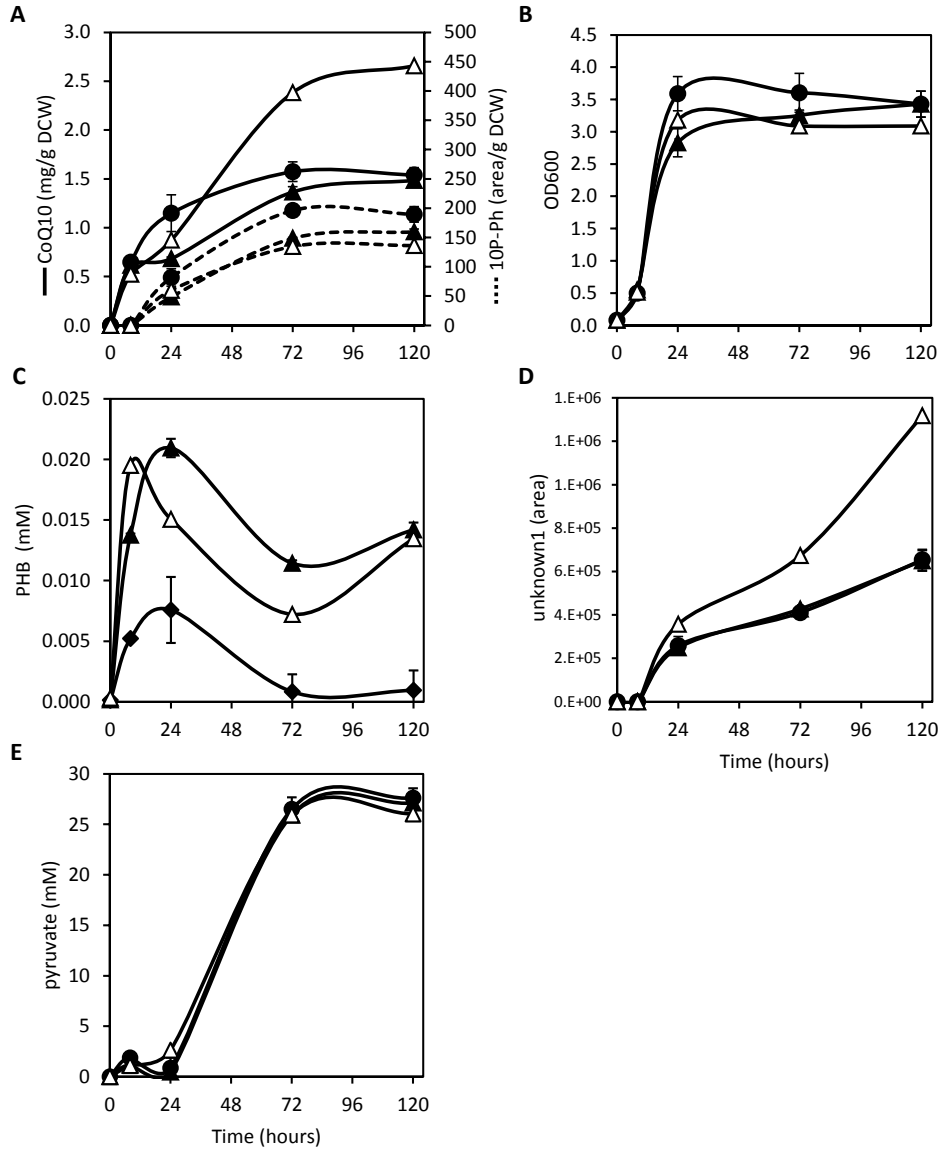 A
3.0
2.5
2.0
1.5
1.0
0.5
0.0
CoQ10 (mg/g DCW)
500
450
400
350
300
250
200
150
100
50
0
10P-Ph (area/g DCW)
0 24 72 96 120
B
4.5
4.0
3.5
3.0
2.5
2.0
1.5
1.0
0.5
0.0
OD600
0 24 48 72 96 120
C
0.025
0.020
0.015
0.010
0.005
0.000
PHB (mM)
0 24 48 72 96 120
D
1.E+06
1.E+06
1.E+06
8.E+05
6.E+05
4.E+05
2.E+05
0.E+00
unknown1 (area)
0 24 48 72 96 120
Time (hours)
E
30
25
20
15
10
5
0
pyruvate (mM)
0 24 48 72 96 120
Time (hours)